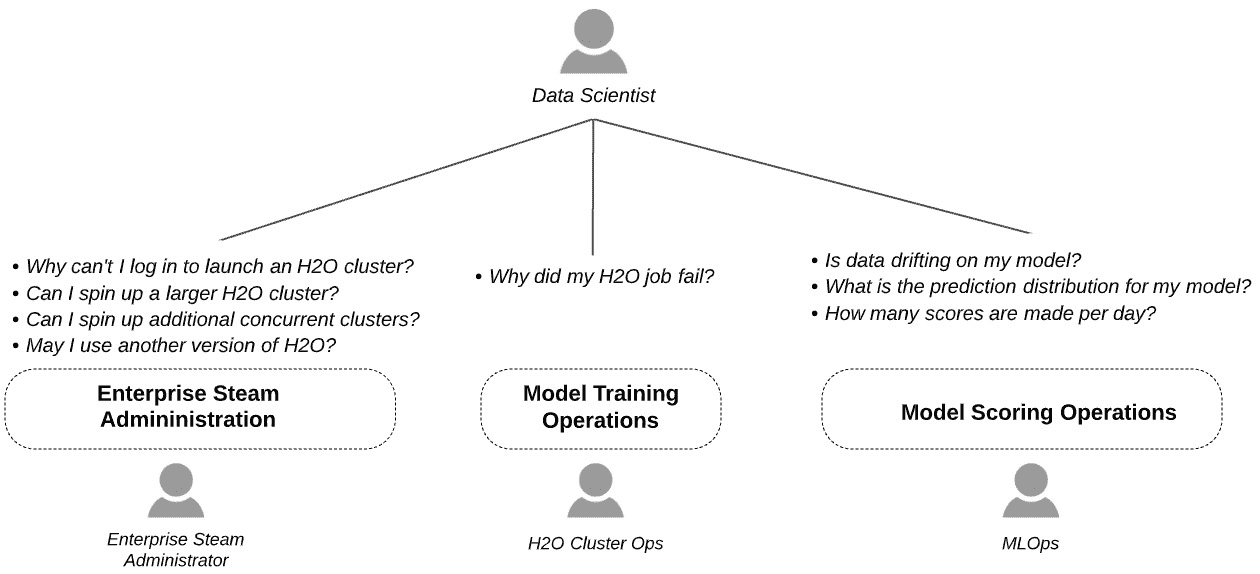 Data Scientist
• Why can't I log in to launch an H2O cluster?
• Can I spin up a larger H2O cluster?
• Can I spin up additional concurrent clusters?
• May I use another version of H2O?
• Why did my H2O job fail?
• Is data drifting on my model?
• What is the prediction distribution for my model?
• How many scores are made per day?
Enterprise Steam
Admininistration
Model Training
Operations
Model Scoring Operations
Enterprise Steam
Administrator
H2O Cluster Ops
MLOps